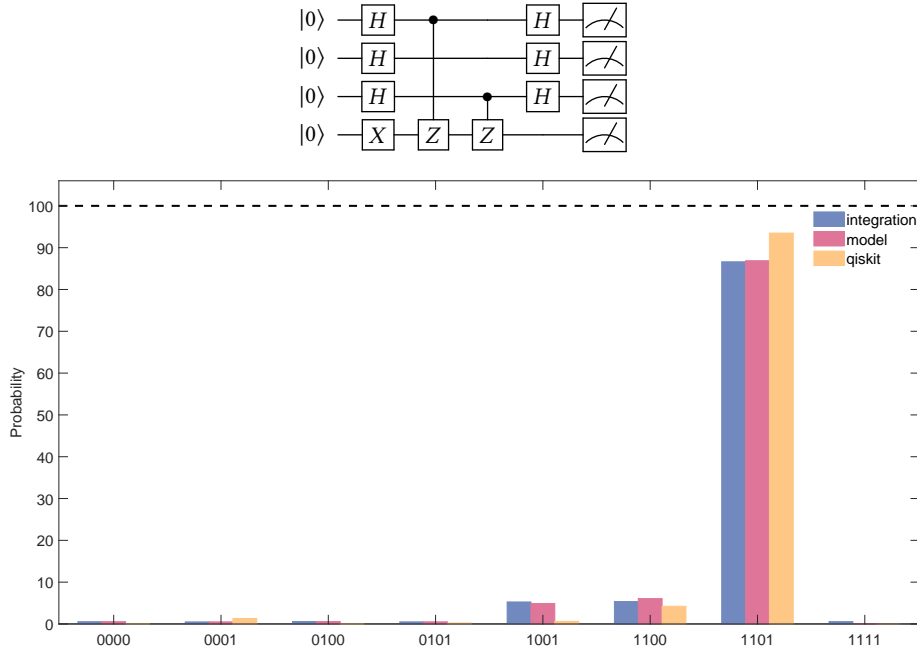 |0⟩ H H
|0⟩ H H
|0⟩ H H
|0⟩ X Z Z
100
90
80
70
60
50
40
30
20
10
0
Probability
integration
model
qiskit
0000 0001 0100 0101 1001 1100 1101 1111